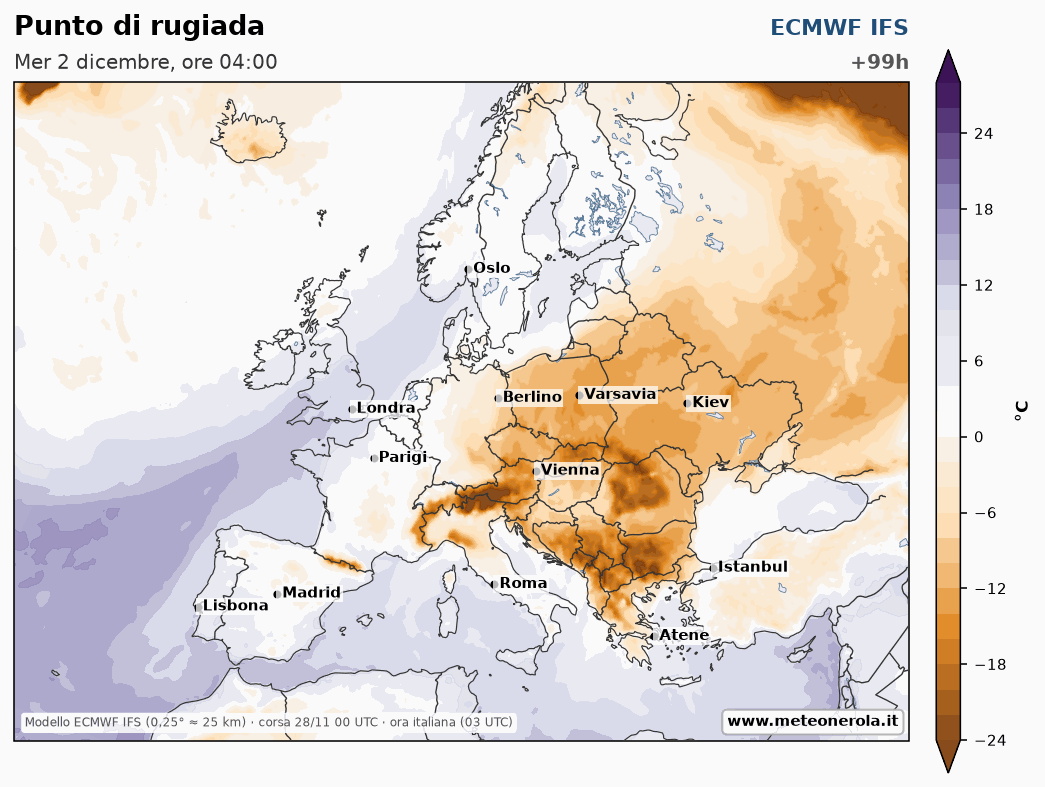 Punto di rugiada
ECMWF IFS
Mer 2 dicembre, ore 04:00
+99h
Oslo
Londra
Berlino
Varsavia
Kiev
Parigi
Vienna
Istanbul
Roma
Madrid
Lisbona
Atene
24
18
12
6
0
−6
−12
−18
−24
°C
Modello ECMWF IFS (0,25° ≈ 25 km) · corsa 28/11 00 UTC · ora italiana (03 UTC)
www.meteonerola.it